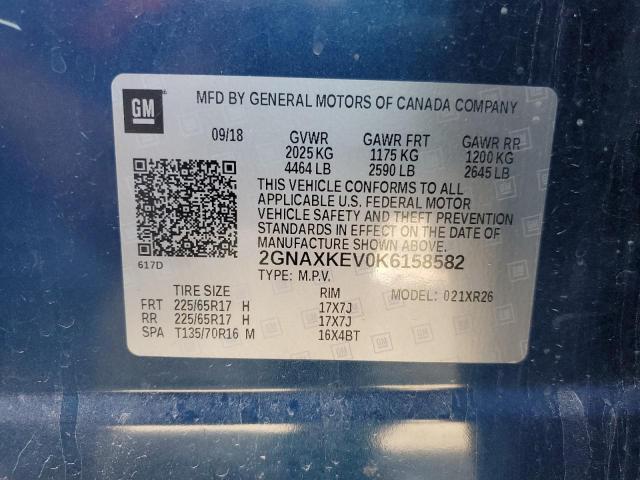 GM
MFD BY GENERAL MOTORS OF CANADA COMPANY
09/18 GVWR GAWR FRT GAWR RR
2025 KG 1175 KG 1200 KG
4464 LB 2590 LB 2645 LB
THIS VEHICLE CONFORMS TO ALL
APPLICABLE U.S. FEDERAL MOTOR
VEHICLE SAFETY AND THEFT PREVENTION
STANDARDS IN EFFECT ON THE DATE OF
MANUFACTURE SHOWN ABOVE.
617D 2GNAXKEV0K6158582
TYPE: M.P.V.
TIRE SIZE RIM MODEL: 021XR26
FRT 225/65R17 H 17X7J
RR 225/65R17 H 17X7J
SPA T135/70R16 M 16X4BT